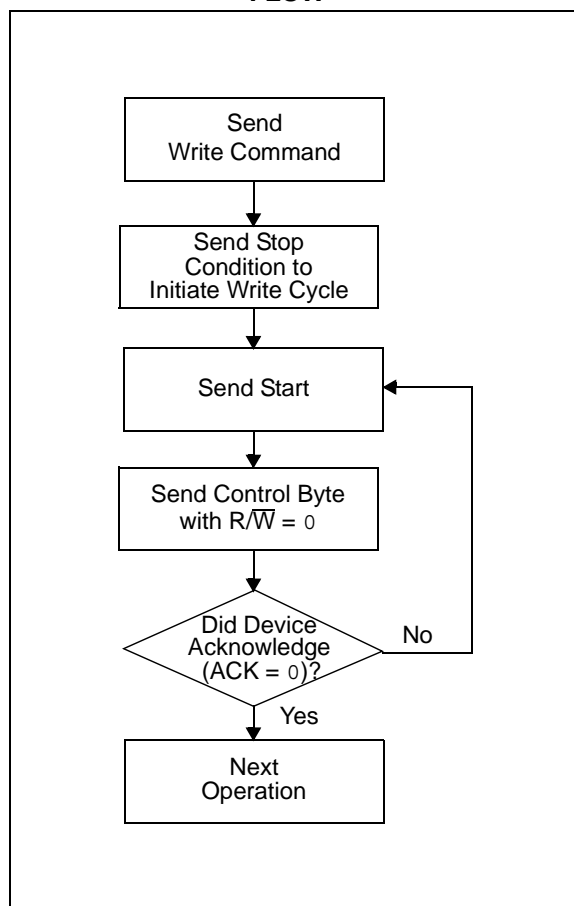 FLOW
Send
Write Command
Send Stop
Condition to
Initiate Write Cycle
Send Start
Send Control Byte
with R/W̅ = 0
Did Device
Acknowledge
(ACK = 0)?
No
Yes
Next
Operation